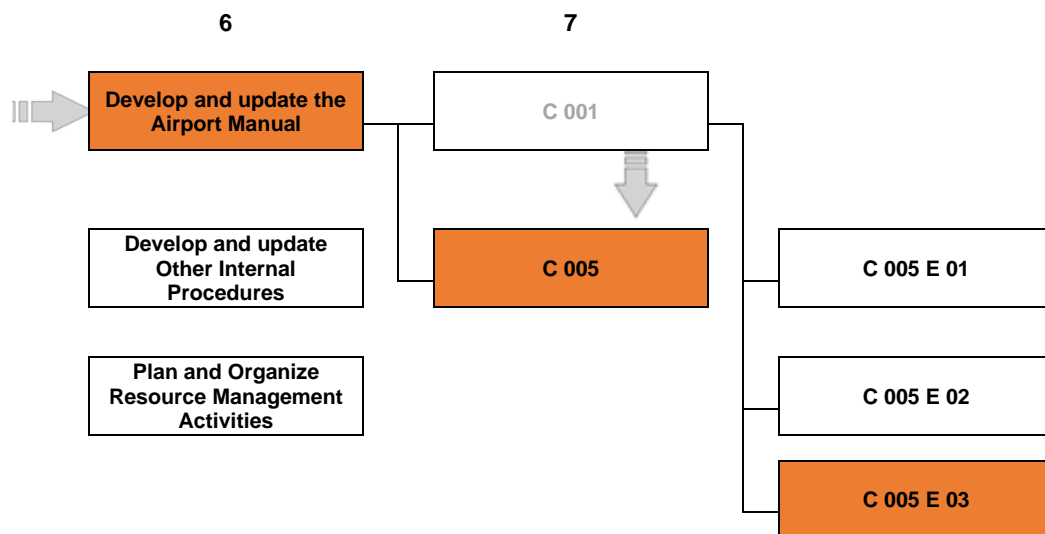 6
7
Develop and update the
Airport Manual
C 001
Develop and update
Other Internal
Procedures
C 005
C 005 E 01
Plan and Organize
Resource Management
Activities
C 005 E 02
C 005 E 03